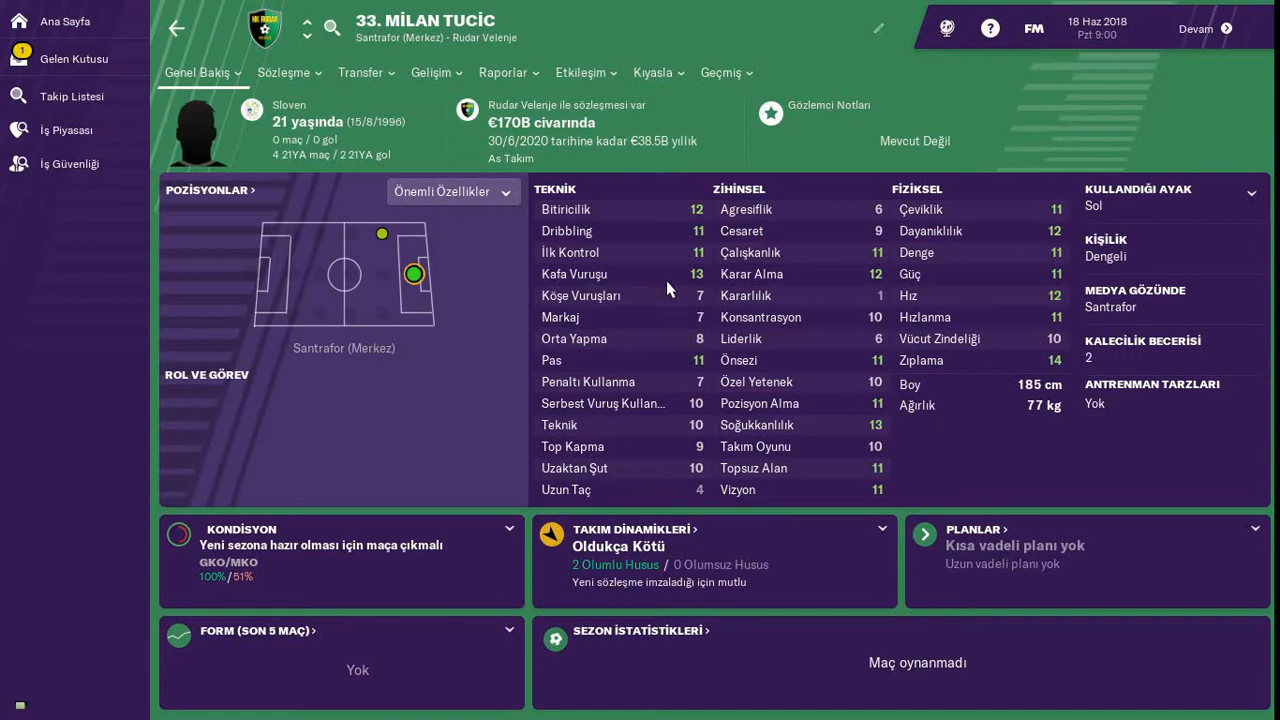 Ana Sayfa
1
Gelen Kutusu
Takip Listesi
İş Piyasası
İş Güvenliği
NK RUDAR
33. MİLAN TUCİC
Santrafor (Merkez) - Rudar Velenje
?
FM
18 Haz 2018
Pzt 9:00
Devam
Genel Bakış
Sözleşme
Transfer
Gelişim
Raporlar
Etkileşim
Kıyasla
Geçmiş
Sloven
21 yaşında (15/8/1996)
0 maç / 0 gol
4 21YA maç / 2 21YA gol
Rudar Velenje ile sözleşmesi var
€170B civarında
30/6/2020 tarihine kadar €38.5B yıllık
As Takım
Gözlemci Notları
Mevcut Değil
POZİSYONLAR >
Önemli Özellikler
Santrafor (Merkez)
ROL VE GÖREV
TEKNİK
Bitiricilik 12
Dribbling 11
İlk Kontrol 11
Kafa Vuruşu 13
Köşe Vuruşları 7
Markaj 7
Orta Yapma 8
Pas 11
Penaltı Kullanma 7
Serbest Vuruş Kullan... 10
Teknik 10
Top Kapma 9
Uzaktan Şut 10
Uzun Taç 4
ZİHİNSEL
Agresiflik 6
Cesaret 9
Çalışkanlık 11
Karar Alma 12
Kararlılık 1
Konsantrasyon 10
Liderlik 6
Önsezi 11
Özel Yetenek 10
Pozisyon Alma 11
Soğukkanlılık 13
Takım Oyunu 10
Topsuz Alan 11
Vizyon 11
FİZİKSEL
Çeviklik 11
Dayanıklılık 12
Denge 11
Güç 11
Hız 12
Hızlanma 11
Vücut Zindeliği 10
Zıplama 14
Boy 185 cm
Ağırlık 77 kg
KULLANDIĞI AYAK
Sol
KİŞİLİK
Dengeli
MEDYA GÖZÜNDE
Santrafor
KALECİLİK BECERİSİ
2
ANTRENMAN TARZLARI
Yok
KONDİSYON
Yeni sezona hazır olması için maça çıkmalı
GKO/MKO
100% / 51%
TAKIM DİNAMİKLERİ >
Oldukça Kötü
2 Olumlu Husus / 0 Olumsuz Husus
Yeni sözleşme imzaladığı için mutlu
PLANLAR >
Kısa vadeli planı yok
Uzun vadeli planı yok
FORM (SON 5 MAÇ) >
Yok
SEZON İSTATİSTİKLERİ >
Maç oynanmadı